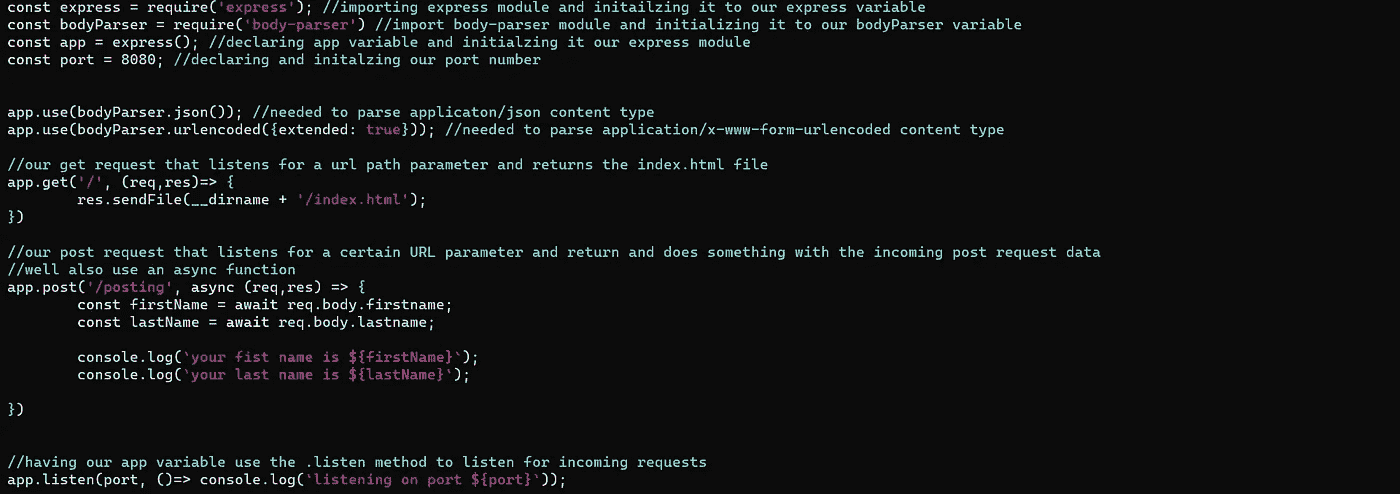 const express = require('express'); //importing express module and initailzing it to our express variable
const bodyParser = require('body-parser') //import body-parser module and initializing it to our bodyParser variable
const app = express(); //declaring app variable and initialzing it our express module
const port = 8080; //declaring and initalzing our port number
app.use(bodyParser.json()); //needed to parse applicaton/json content type
app.use(bodyParser.urlencoded({extended: true})); //needed to parse application/x-www-form-urlencoded content type
//our get request that listens for a url path parameter and returns the index.html file
app.get('/', (req,res)=> {
        res.sendFile(__dirname + '/index.html');
})
//our post request that listens for a certain URL parameter and return and does something with the incoming post request data
//well also use an async function
app.post('/posting', async (req,res) => {
        const firstName = await req.body.firstname;
        const lastName = await req.body.lastname;
        console.log(`your fist name is ${firstName}`);
        console.log(`your last name is ${lastName}`);
})
//having our app variable use the .listen method to listen for incoming requests
app.listen(port, ()=> console.log(`listening on port ${port}`));